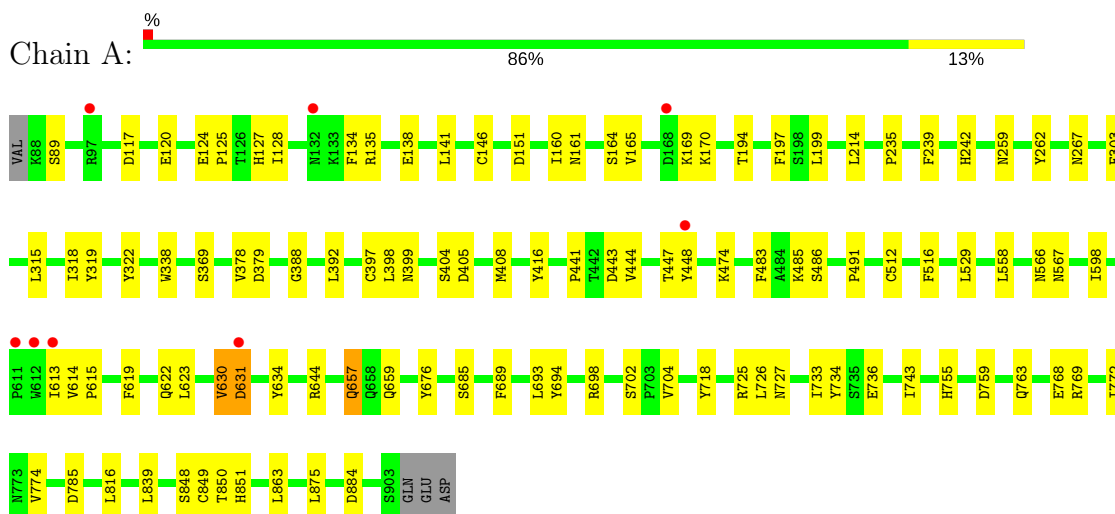 %
Chain A:
86% 13%
VAL K88 S89 R97 D117 E120 E124 P125 T126 H127 I128 N132 K133 F134 R135 E138 L141 C146 D151 I160 N161 S164 V165 D168 K169 K170 T194 F197 S198 L199 L214 P235 F239 H242 N259 Y262 N267
L315 I318 Y319 Y322 W338 S369 V378 D379 G388 L392 C397 L398 N399 S404 D405 M408 Y416 P441 T442 D443 V444 T447 Y448 K474 F483 A484 K485 S486 P491 C512 F516 L529 L558 N566 N567 I598
P611 W612 I613 V614 P615 F619 Q622 L623 V630 D631 Y634 R644 Q657 Q658 Q659 Y676 S685 F689 L693 Y694 R698 S702 P703 V704 Y718 R725 L726 N727 I733 Y734 S735 E736 I743 H755 D759 Q763 E768 R769
N773 V774 D785 L816 L839 S848 C849 T850 H851 L863 L875 D884 S903 GLN GLU ASP